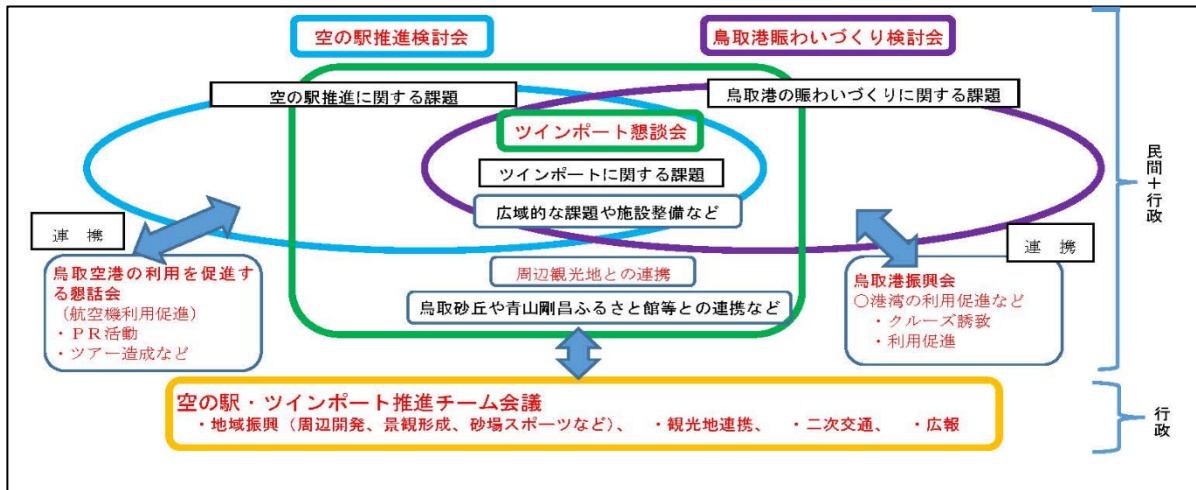 空の駅推進検討会
鳥取港賑わいづくり検討会
空の駅推進に関する課題
鳥取港の賑わいづくりに関する課題
ツインポート懇談会
ツインポートに関する課題
広域的な課題や施設整備など
連 携
連 携
鳥取空港の利用を促進す
る懇話会
（航空機利用促進）
・ＰＲ活動
・ツアー造成など
周辺観光地との連携
鳥取砂丘や青山剛昌ふるさと館等との連携など
鳥取港振興会
○港湾の利用促進など
・クルーズ誘致
・利用促進
民間＋行政
空の駅・ツインポート推進チーム会議
・地域振興（周辺開発、景観形成、砂場スポーツなど）、 ・観光地連携、 ・二次交通、 ・広報
行政